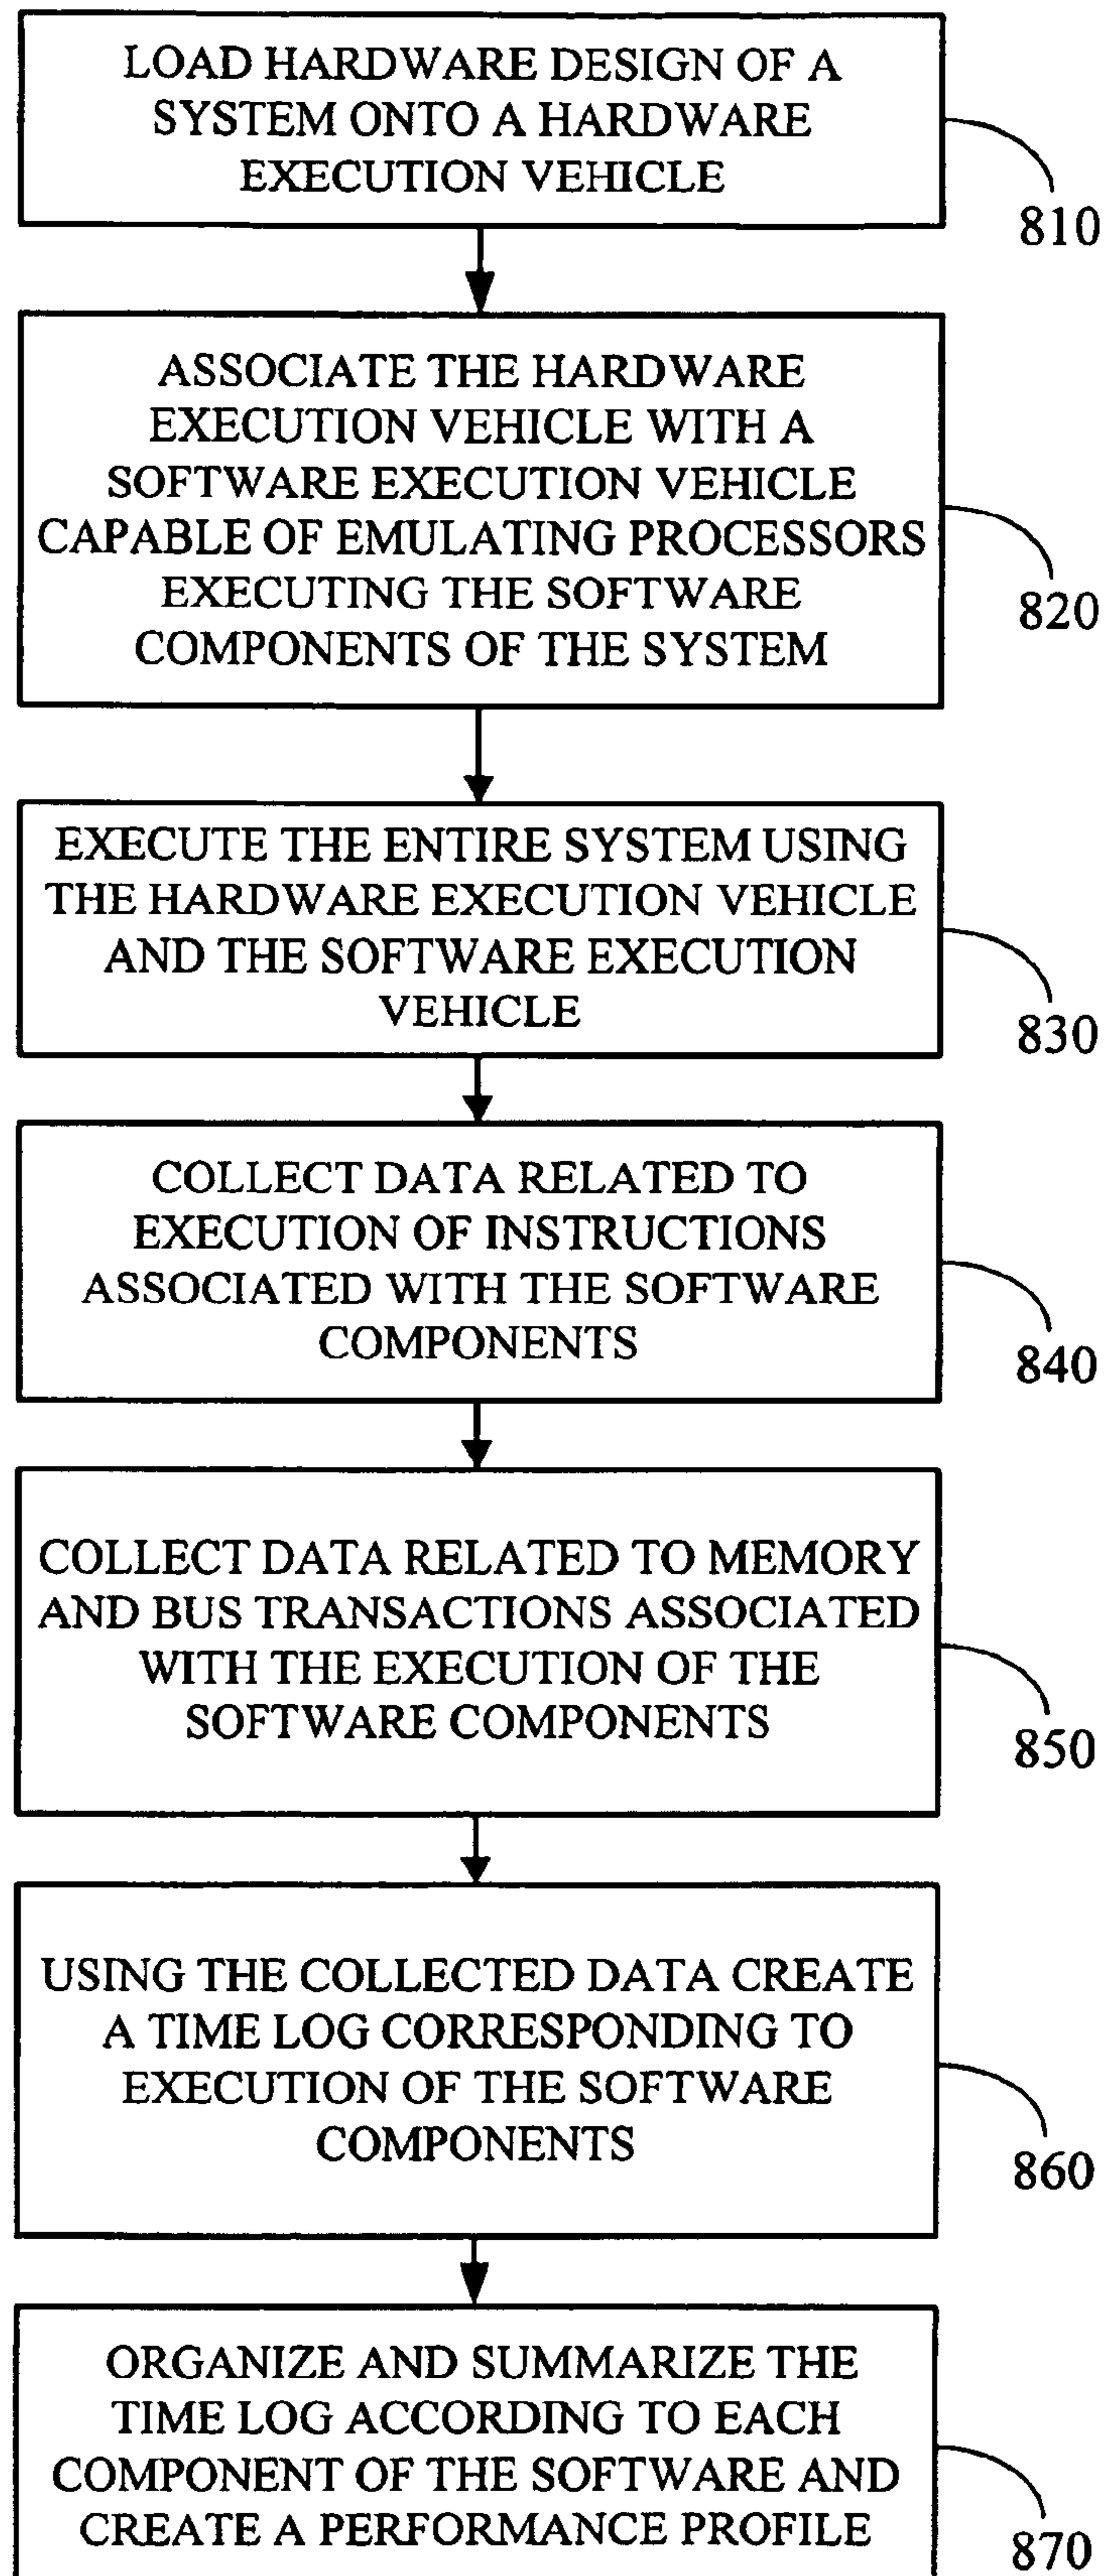 LOAD HARDWARE DESIGN OF A
SYSTEM ONTO A HARDWARE
EXECUTION VEHICLE
810
ASSOCIATE THE HARDWARE
EXECUTION VEHICLE WITH A
SOFTWARE EXECUTION VEHICLE
CAPABLE OF EMULATING PROCESSORS
EXECUTING THE SOFTWARE
COMPONENTS OF THE SYSTEM
820
EXECUTE THE ENTIRE SYSTEM USING
THE HARDWARE EXECUTION VEHICLE
AND THE SOFTWARE EXECUTION
VEHICLE
830
COLLECT DATA RELATED TO
EXECUTION OF INSTRUCTIONS
ASSOCIATED WITH THE SOFTWARE
COMPONENTS
840
COLLECT DATA RELATED TO MEMORY
AND BUS TRANSACTIONS ASSOCIATED
WITH THE EXECUTION OF THE
SOFTWARE COMPONENTS
850
USING THE COLLECTED DATA CREATE
A TIME LOG CORRESPONDING TO
EXECUTION OF THE SOFTWARE
COMPONENTS
860
ORGANIZE AND SUMMARIZE THE
TIME LOG ACCORDING TO EACH
COMPONENT OF THE SOFTWARE AND
CREATE A PERFORMANCE PROFILE
870